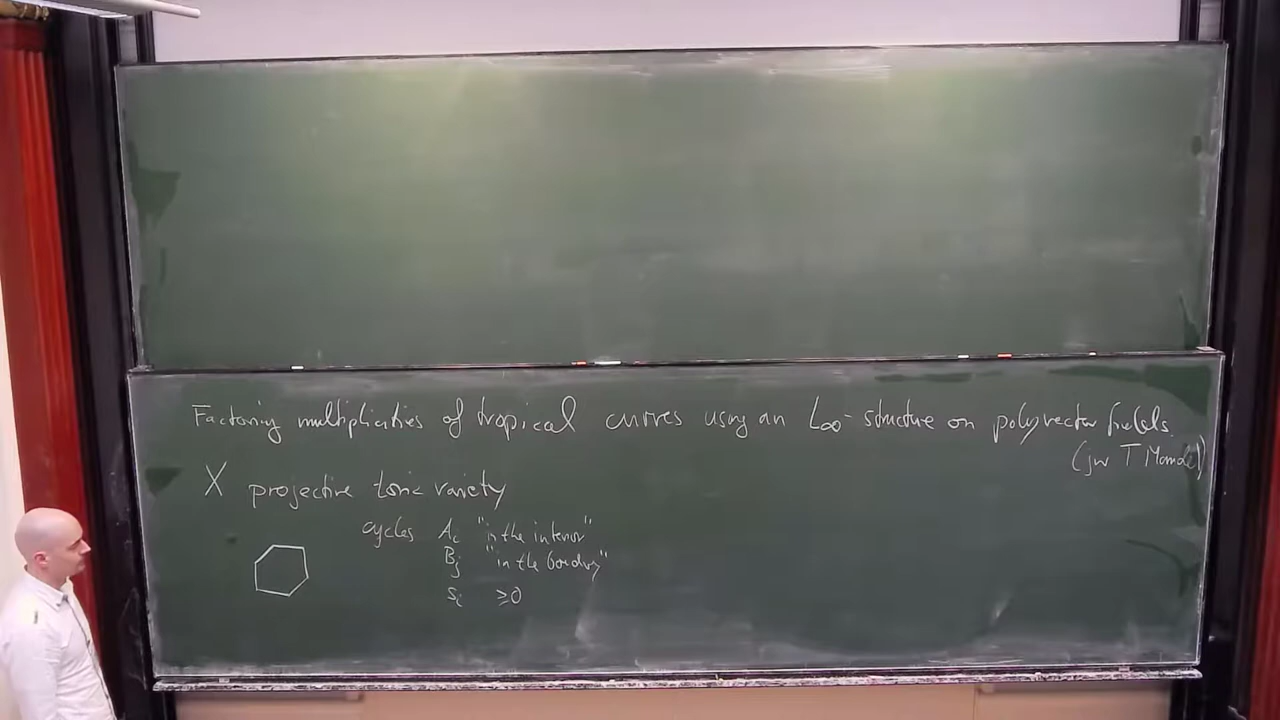 Factoring multiplicities of tropical curves using an L∞-structure on polyvector fields.
(jw T Mandel)
X projective toric variety
cycles A_i "in the interior"
B_j "in the boundary"
s_i ≥0